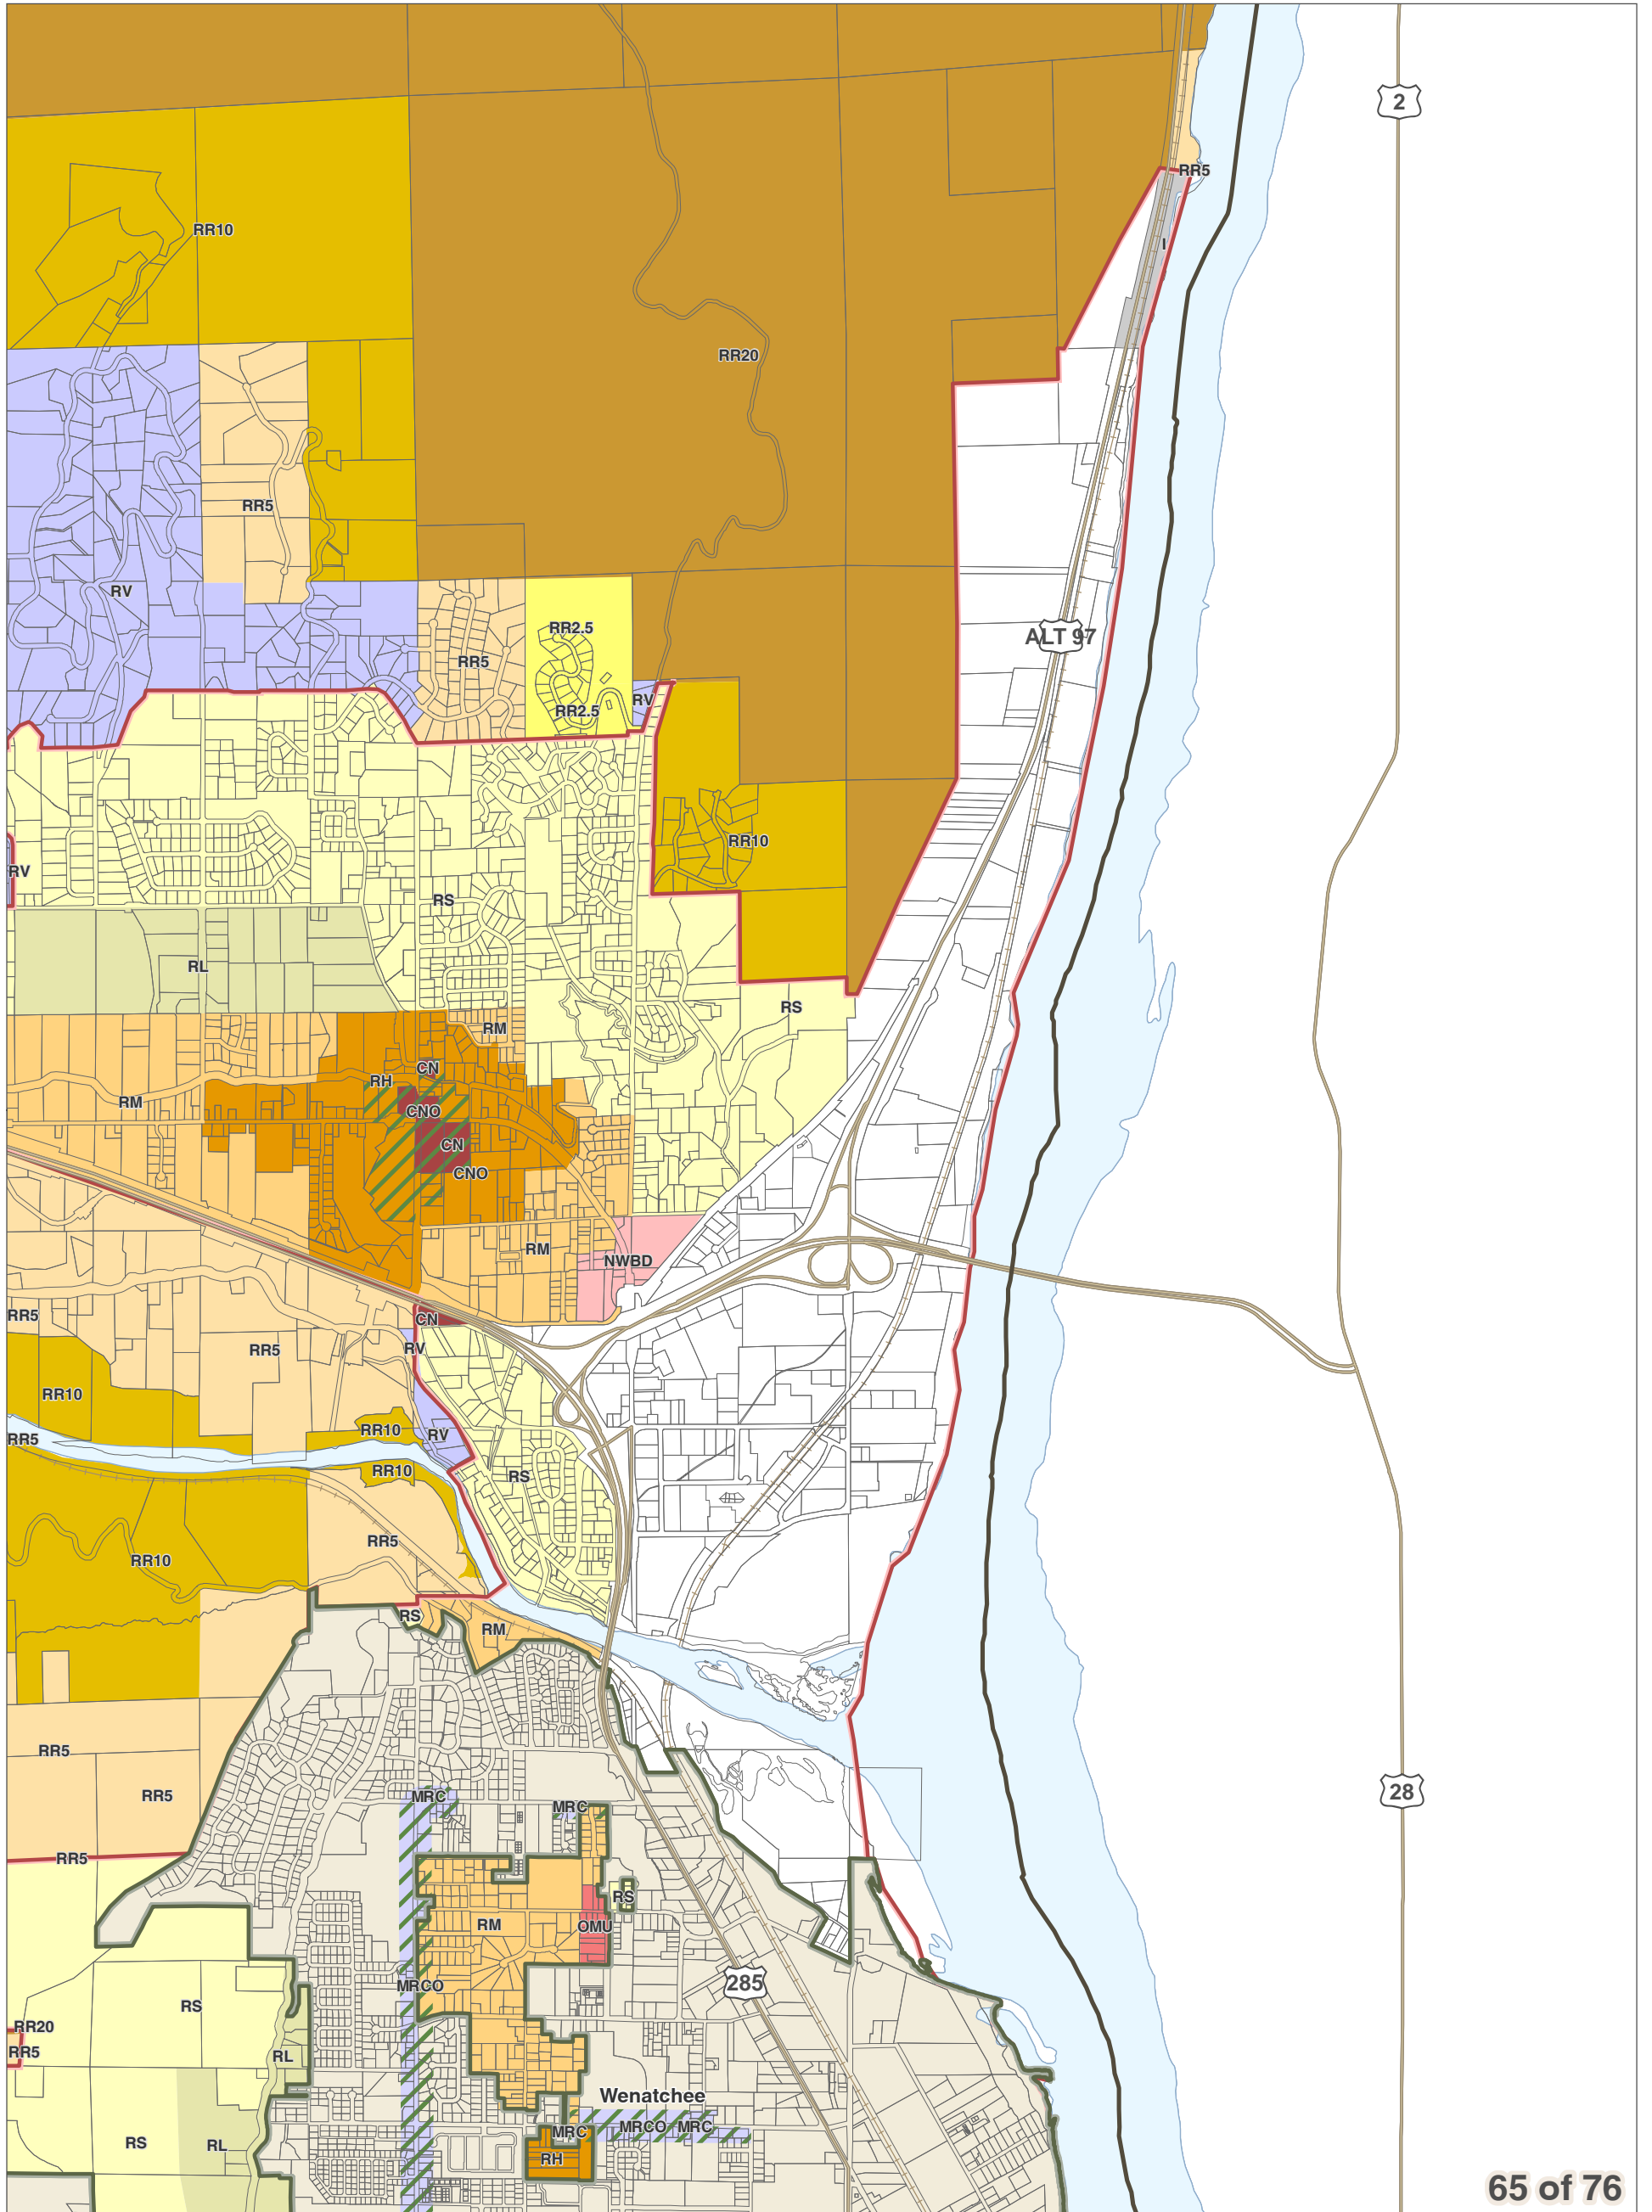 2
RR5
RR10
I
RR20
RR5
RV
RR2.5
ALT 97
RR5
RV
RR2.5
RR10
RV
RS
RL
RS
RM
CN
RH
RM
CNO
CN
CNO
RM
NWBD
RR5
CN
RV
RR5
RR10
RR10
RV
RR5
RR10
RS
RR5
RR10
RS
RM
RR5
RR5
MRC
28
MRC
RR5
RS
RM
OMU
285
MRCO
RS
RR20
RR5
RL
Wenatchee
MRCO
MRC
MRC
RS
RL
RH
65 of 76